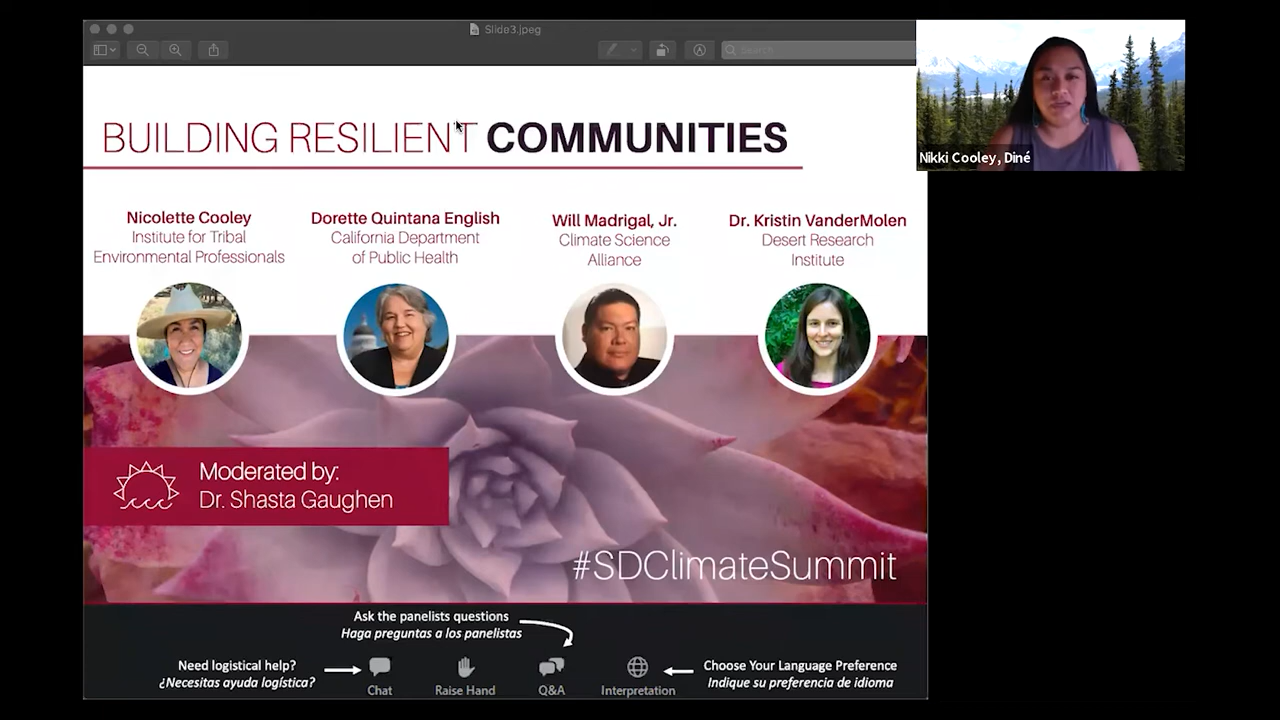 Slide3.jpeg
Search
Nikki Cooley, Diné
BUILDING RESILIENT COMMUNITIES
Nicolette Cooley
Institute for Tribal
Environmental Professionals
Dorette Quintana English
California Department
of Public Health
Will Madrigal, Jr.
Climate Science
Alliance
Dr. Kristin VanderMolen
Desert Research
Institute
Moderated by:
Dr. Shasta Gaughen
#SDClimateSummit
Ask the panelists questions
Haga preguntas a los panelistas
Need logistical help?
¿Necesitas ayuda logística?
Choose Your Language Preference
Indique su preferencia de idioma
Chat
Raise Hand
Q&A
Interpretation